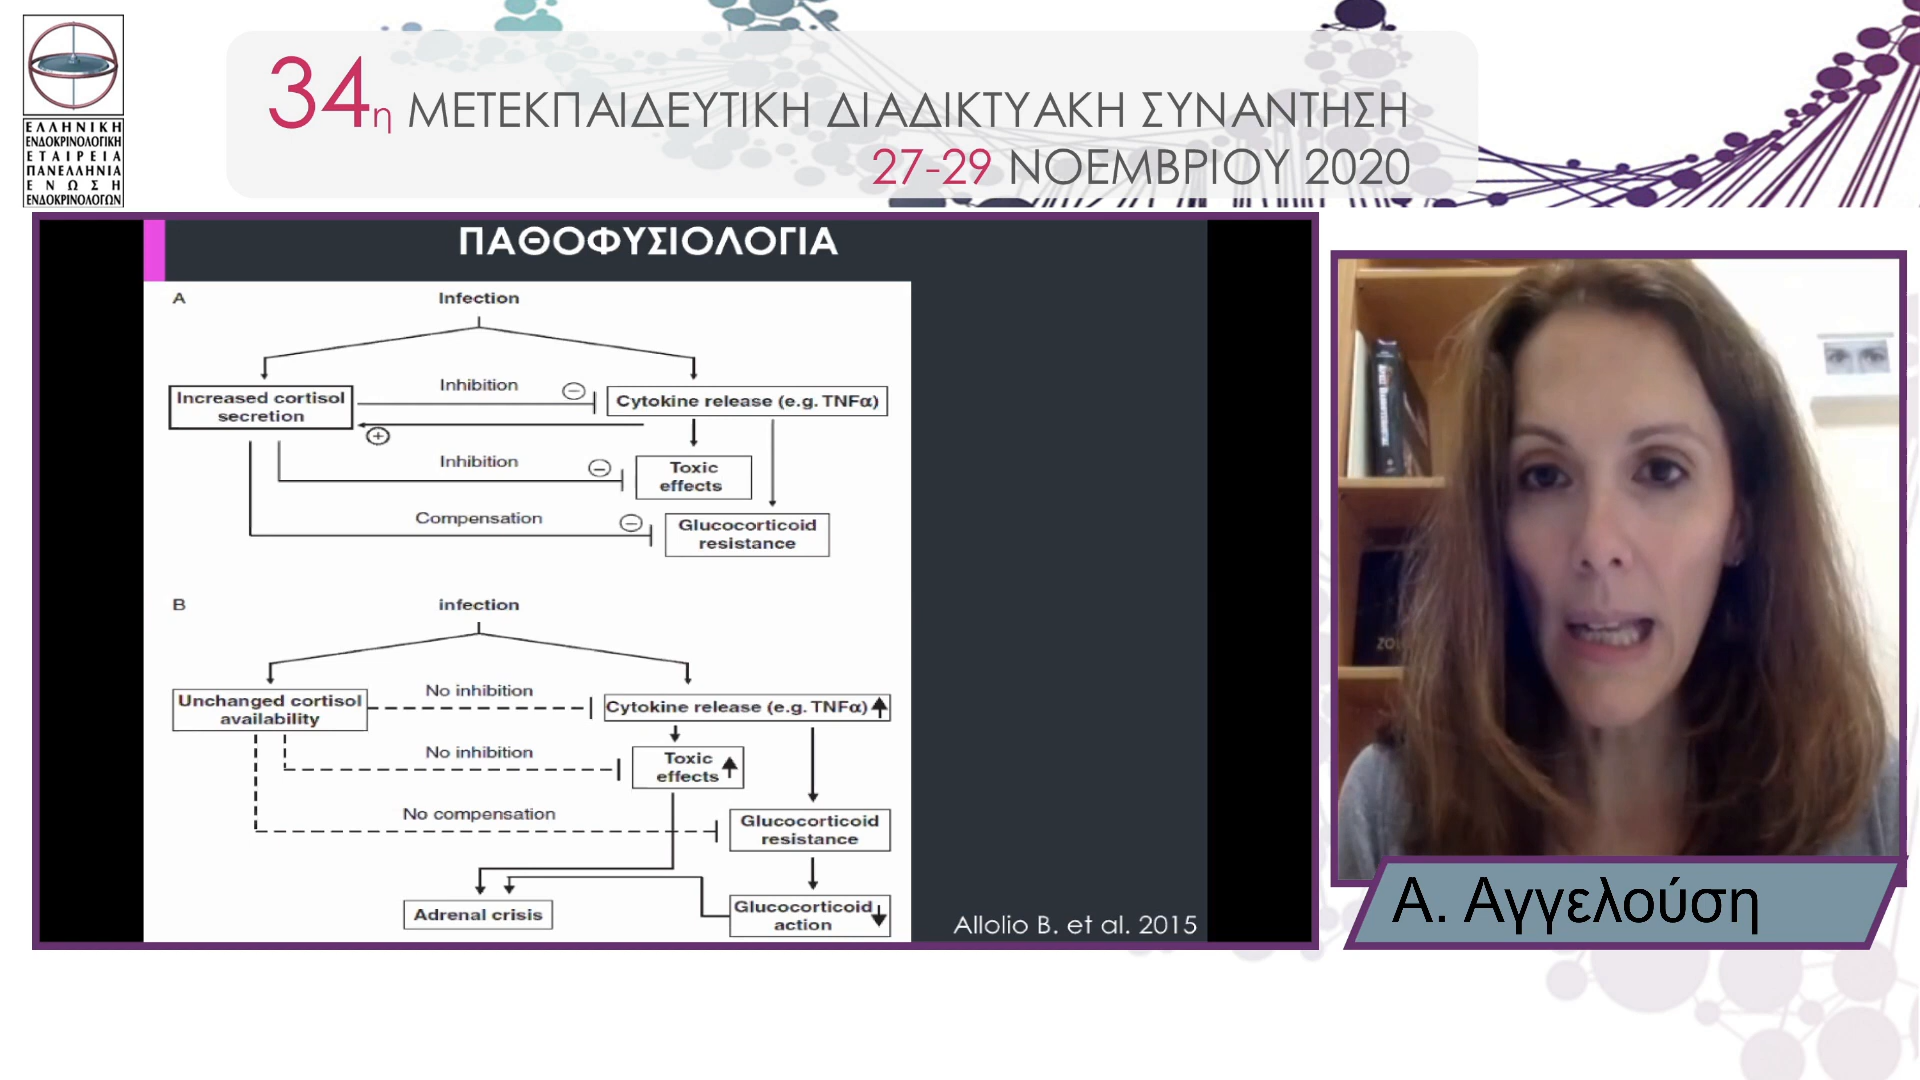 ΕΛΛΗΝΙΚΗ
ΕΝΔΟΚΡΙΝΟΛΟΓΙΚΗ
ΕΤΑΙΡΕΙΑ
ΠΑΝΕΛΛΗΝΙΑ
ΕΝΩΣΗ
ΕΝΔΟΚΡΙΝΟΛΟΓΩΝ
34η ΜΕΤΕΚΠΑΙΔΕΥΤΙΚΗ ΔΙΑΔΙΚΤΥΑΚΗ ΣΥΝΑΝΤΗΣΗ
27-29 ΝΟΕΜΒΡΙΟΥ 2020
ΠΑΘΟΦΥΣΙΟΛΟΓΙΑ
A
Infection
Increased cortisol
secretion
Inhibition
Cytokine release (e.g. TNFα)
Inhibition
Toxic
effects
Compensation
Glucocorticoid
resistance
B
infection
Unchanged cortisol
availability
No inhibition
Cytokine release (e.g. TNFα)
No inhibition
Toxic
effects
No compensation
Glucocorticoid
resistance
Adrenal crisis
Glucocorticoid
action
Allolio B. et al. 2015
Α. Αγγελούση